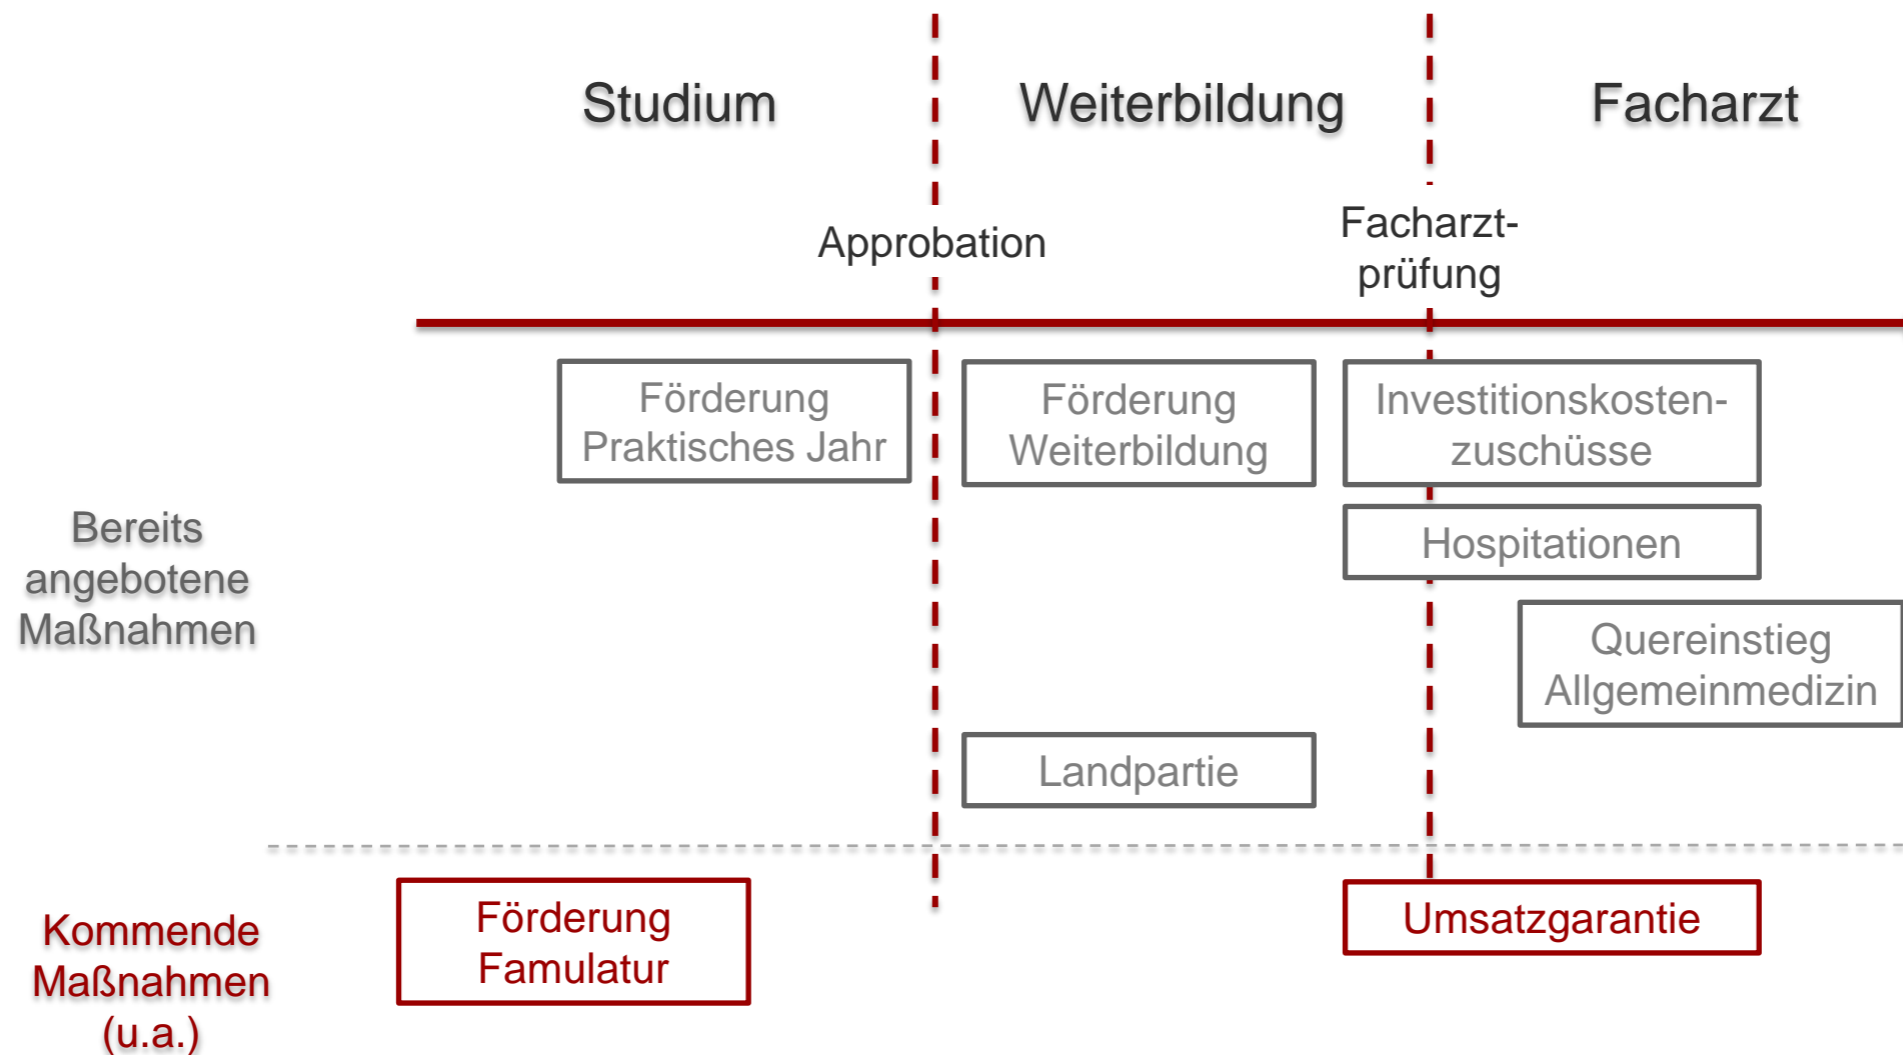 Studium
Weiterbildung
Facharzt
Approbation
Facharzt-
prüfung
Bereits
angebotene
Maßnahmen
Förderung
Praktisches Jahr
Förderung
Weiterbildung
Investitionskosten-
zuschüsse
Hospitationen
Quereinstieg
Allgemeinmedizin
Landpartie
Kommende
Maßnahmen
(u.a.)
Förderung
Famulatur
Umsatzgarantie